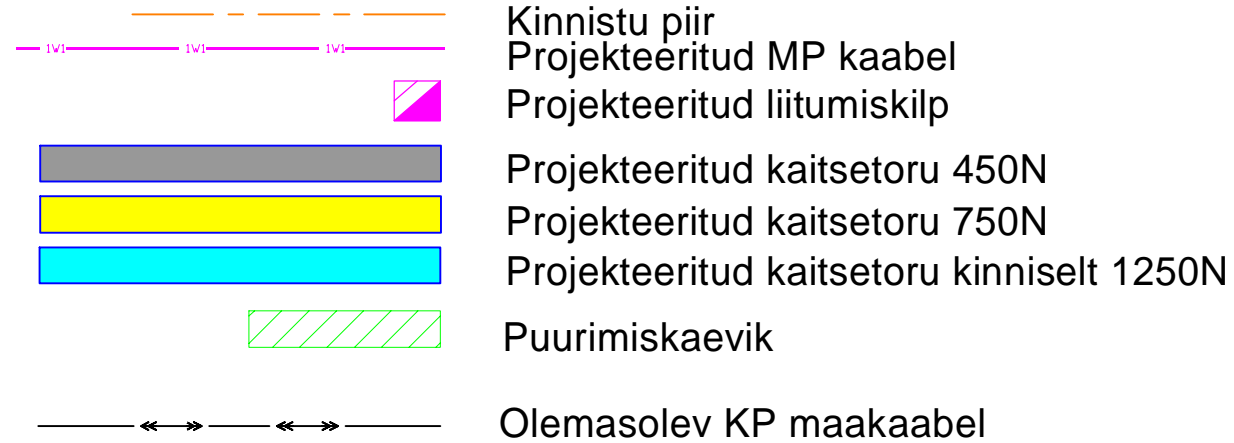 Kinnistu piir
1W1 1W1 1W1 Projekteeritud MP kaabel
Projekteeritud liitumiskilp
Projekteeritud kaitsetoru 450N
Projekteeritud kaitsetoru 750N
Projekteeritud kaitsetoru kinniselt 1250N
Puurimiskaevik
Olemasolev KP maakaabel